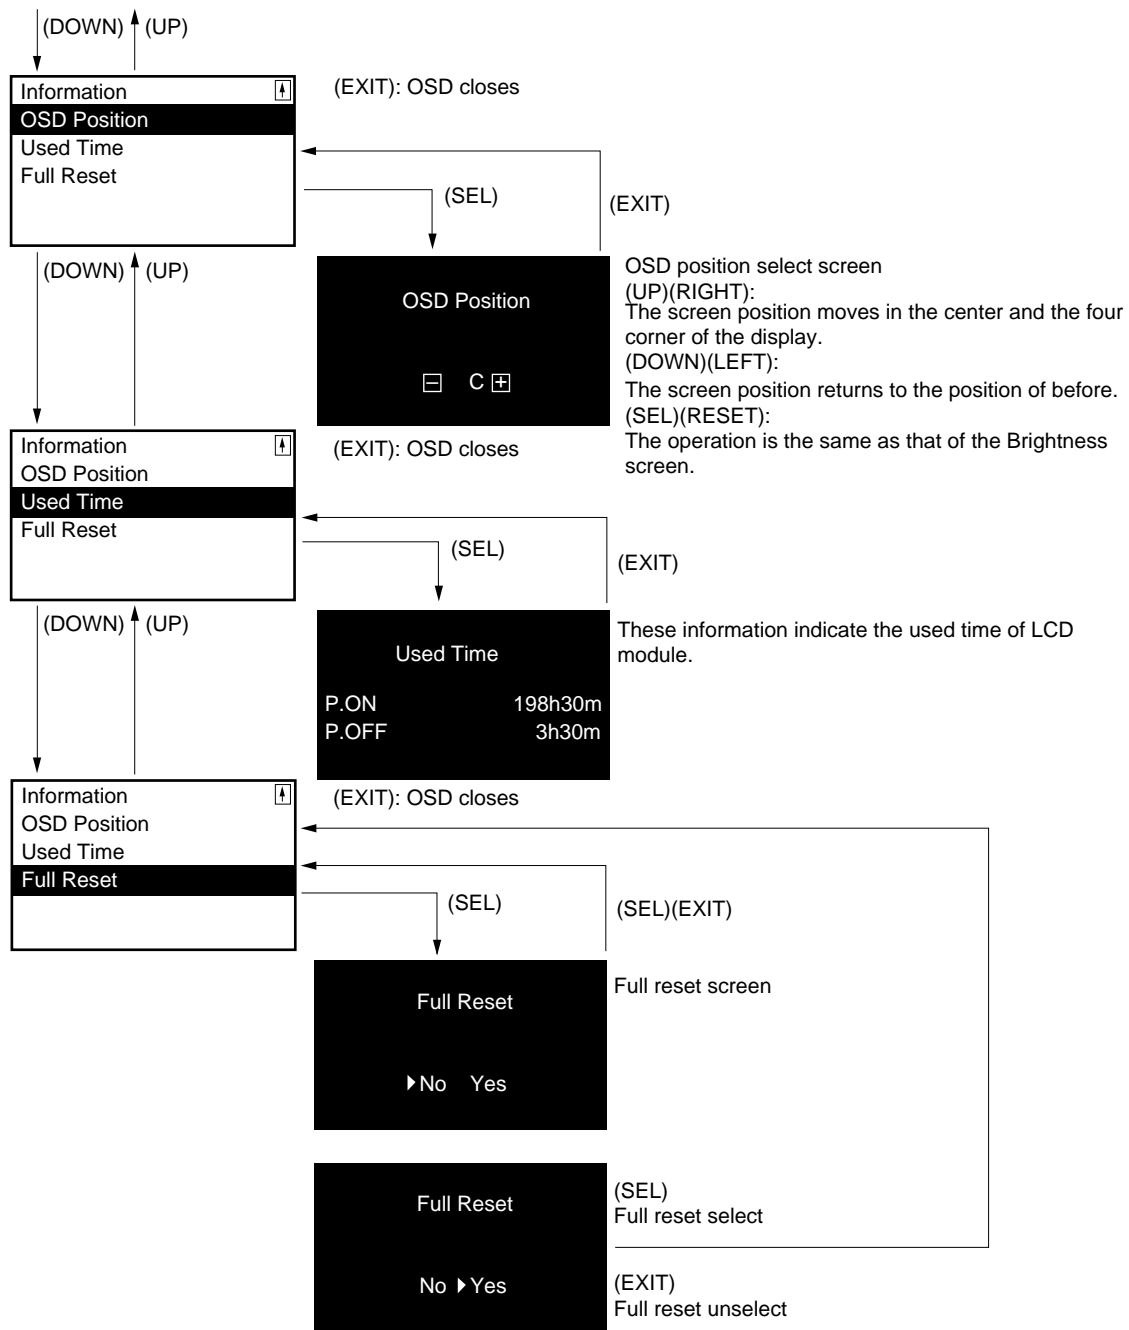 (DOWN) (UP)
Information
OSD Position
Used Time
Full Reset
(EXIT): OSD closes
(SEL)
(EXIT)
(DOWN) (UP)
OSD Position
C
OSD position select screen
(UP)(RIGHT):
The screen position moves in the center and the four
corner of the display.
(DOWN)(LEFT):
The screen position returns to the position of before.
(SEL)(RESET):
The operation is the same as that of the Brightness
screen.
Information
OSD Position
Used Time
Full Reset
(EXIT): OSD closes
(SEL)
(EXIT)
(DOWN) (UP)
Used Time
P.ON 198h30m
P.OFF 3h30m
These information indicate the used time of LCD
module.
Information
OSD Position
Used Time
Full Reset
(EXIT): OSD closes
(SEL)
(SEL)(EXIT)
Full Reset
No Yes
Full reset screen
Full Reset
No Yes
(SEL)
Full reset select
(EXIT)
Full reset unselect